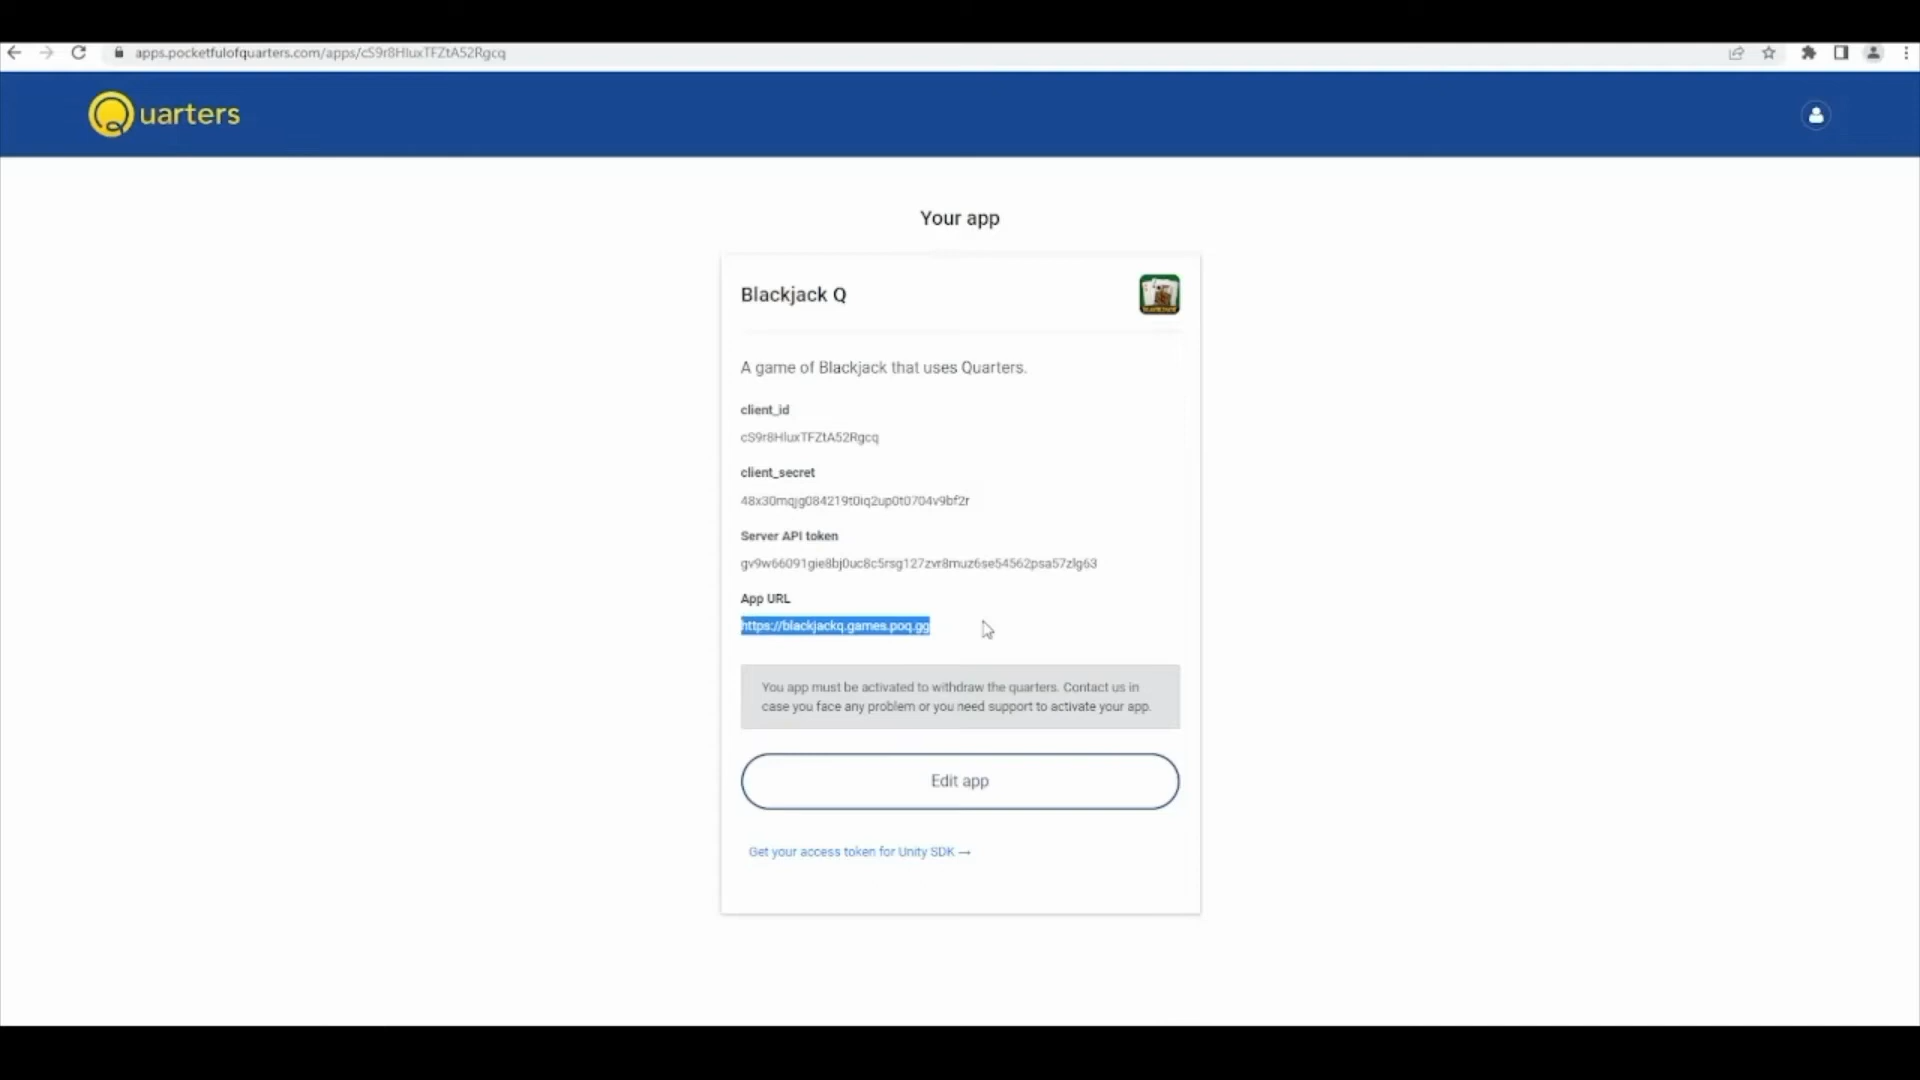 apps.pocketfulofquarters.com/apps/cS9r8HluxTFZtA52Rgcq
Quarters
Your app
Blackjack Q
A game of Blackjack that uses Quarters.
client_id
cS9r8HluxTFZtA52Rgcq
client_secret
48x30mqjg084219t0iq2up0t0704v9bf2r
Server API token
gv9w66091gie8bj0uc8c5rsg127zvr8muz6se54562psa57zlg63
App URL
https://blackjackq.games.poq.gg
You app must be activated to withdraw the quarters. Contact us in
case you face any problem or you need support to activate your app.
Edit app
Get your access token for Unity SDK →